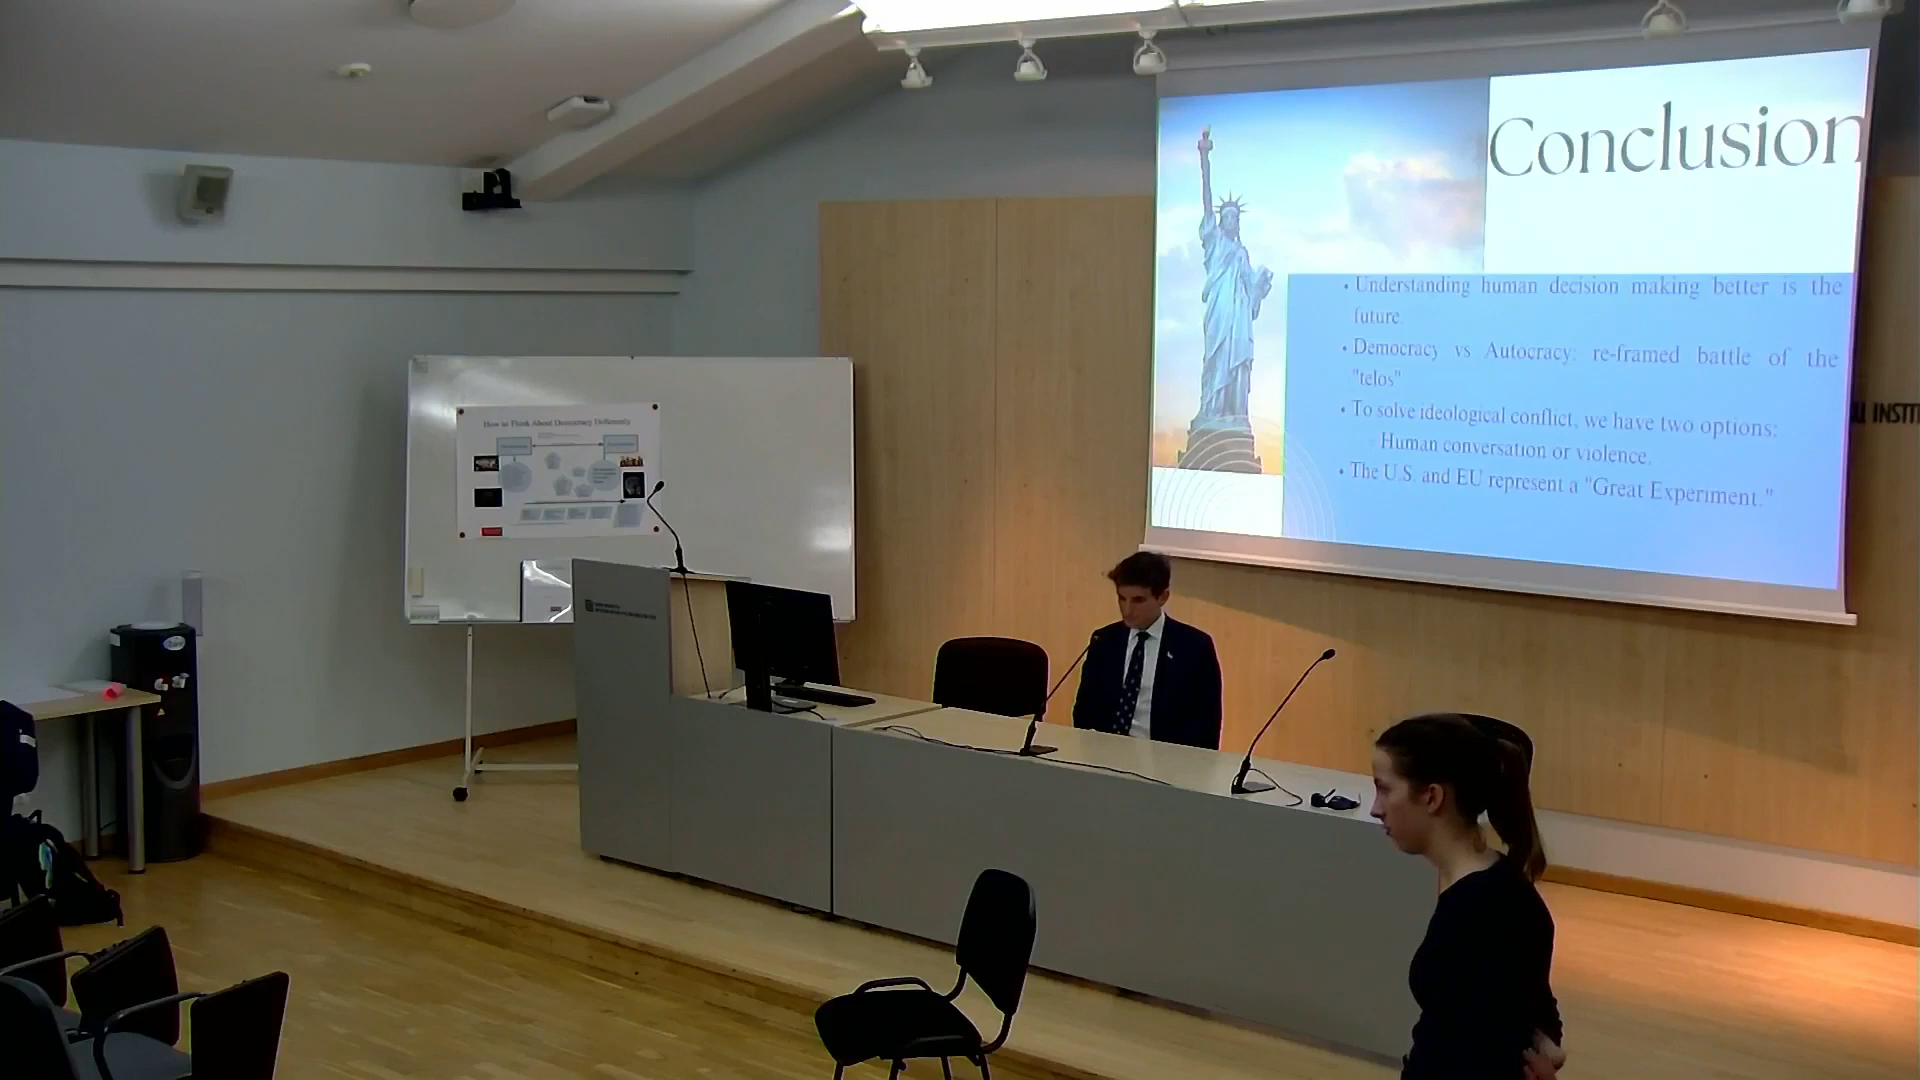 Conclusion
• Understanding human decision making better is the
future.
• Democracy vs Autocracy: re-framed battle of the
"telos"
• To solve ideological conflict, we have two options:
Human conversation or violence.
• The U.S. and EU represent a "Great Experiment."
How to Think About Democracy Differently
INSTI